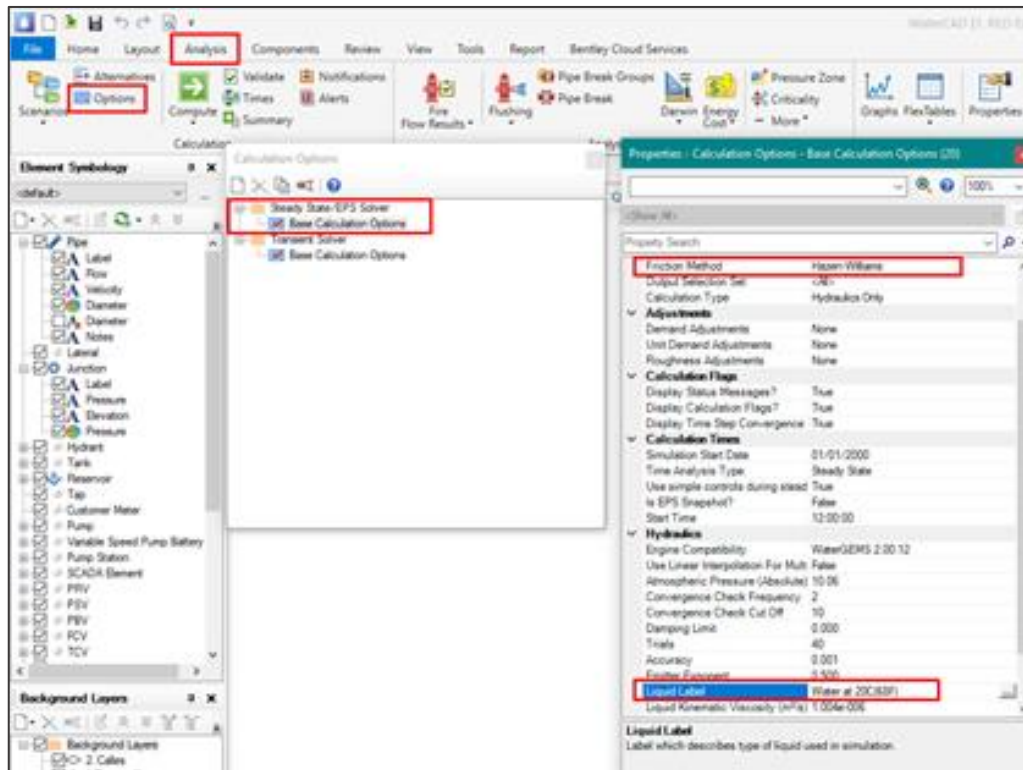 File Home Layout Analysis Components Review View Tools Report Bentley Cloud Services
Alternatives
Options
Scenarios
Compute
Validate
Times
Summary
Notifications
Alerts
Calculation
Fire
Flow Results
Flushing
Pipe Break Groups
Pipe Break
Darwin
Energy
Cost
Pressure Zone
Criticality
More
Graphs FlexTables Properties
Element Symbology
<default>
Pipe
Label
Flow
Velocity
Diameter
Diameter
Notes
Lateral
Junction
Label
Pressure
Elevation
Pressure
Hydrant
Tank
Reservoir
Tap
Customer Meter
Pump
Variable Speed Pump Battery
Pump Station
SCADA Element
PRV
PSV
PBV
FCV
TCV
Background Layers
Background Layers
2. Calles
Calculation Options
Steady State/EPS Solver
Base Calculation Options
Transient Solver
Base Calculation Options
Properties - Calculation Options - Base Calculation Options (20)
100%
<Show All>
Property Search
Friction Method Hazen-Williams
Output Selection Set <All>
Calculation Type Hydraulics Only
Adjustments
Demand Adjustments None
Unit Demand Adjustments None
Roughness Adjustments None
Calculation Flags
Display Status Messages? True
Display Calculation Flags? True
Display Time Step Convergence True
Calculation Times
Simulation Start Date 01/01/2000
Time Analysis Type Steady State
Use simple controls during stead True
Is EPS Snapshot? False
Start Time 12:00:00
Hydraulics
Engine Compatibility WaterGEMS 2.00.12
Use Linear Interpolation For Multi False
Atmospheric Pressure (Absolute) 10.06
Convergence Check Frequency 2
Convergence Check Cut Off 10
Damping Limit 0.000
Trials 40
Accuracy 0.001
Emitter Exponent 0.500
Liquid Label Water at 20C(68F)
Liquid Kinematic Viscosity (m²/s) 1.004e-006
Liquid Label
Label which describes type of liquid used in simulation.